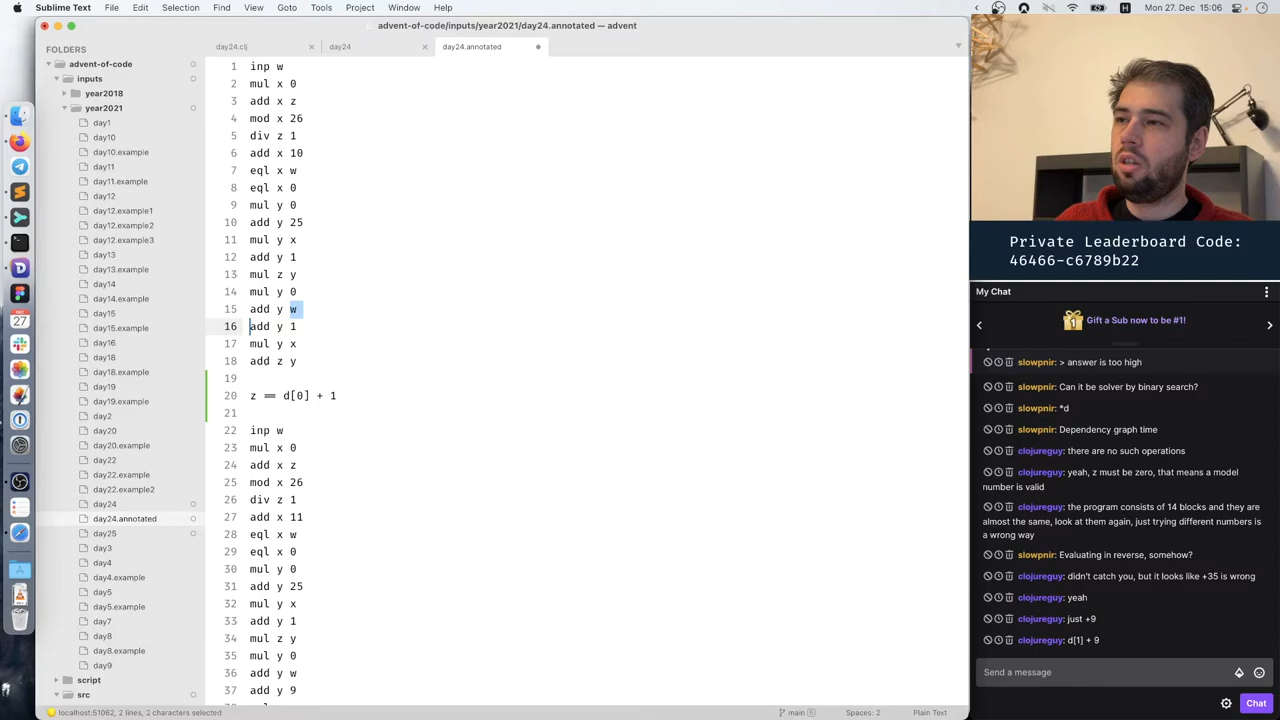 Sublime Text File Edit Selection Find View Goto Tools Project Window Help
Mon 27. Dec 15:06
advent-of-code/inputs/year2021/day24.annotated — advent
FOLDERS
advent-of-code
inputs
year2018
year2021
day1
day10
day10.example
day11
day11.example
day12
day12.example1
day12.example2
day12.example3
day13
day13.example
day14
day14.example
day15
day15.example
day16
day18
day18.example
day19
day19.example
day2
day20
day20.example
day22
day22.example
day22.example2
day24
day24.annotated
day25
day3
day4
day4.example
day5
day5.example
day7
day8
day8.example
day9
script
src
day24.clj
day24
day24.annotated
1 inp w
2 mul x 0
3 add x z
4 mod x 26
5 div z 1
6 add x 10
7 eql x w
8 eql x 0
9 mul y 0
10 add y 25
11 mul y x
12 add y 1
13 mul z y
14 mul y 0
15 add y w
16 add y 1
17 mul y x
18 add z y
19
20 z == d[0] + 1
21
22 inp w
23 mul x 0
24 add x z
25 mod x 26
26 div z 1
27 add x 11
28 eql x w
29 eql x 0
30 mul y 0
31 add y 25
32 mul y x
33 add y 1
34 mul z y
35 mul y 0
36 add y w
37 add y 9
localhost:51062, 2 lines, 2 characters selected
main 5
Spaces: 2
Plain Text
Private Leaderboard Code:
46466-c6789b22
My Chat
1
Gift a Sub now to be #1!
slowpnir: > answer is too high
slowpnir: Can it be solver by binary search?
slowpnir: *d
slowpnir: Dependency graph time
clojureguy: there are no such operations
clojureguy: yeah, z must be zero, that means a model
number is valid
clojureguy: the program consists of 14 blocks and they are
almost the same, look at them again, just trying different numbers is
a wrong way
slowpnir: Evaluating in reverse, somehow?
clojureguy: didn't catch you, but it looks like +35 is wrong
clojureguy: yeah
clojureguy: just +9
clojureguy: d[1] + 9
Send a message
Chat